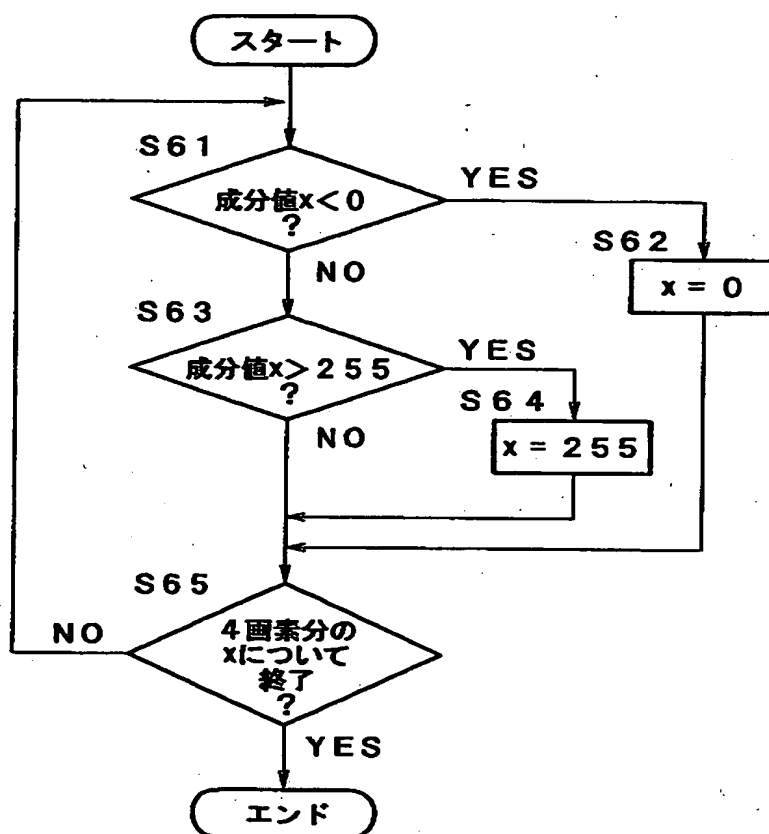 スタート
S61
成分値x<0
?
YES
NO
S62
x = 0
S63
成分値x>255
?
YES
NO
S64
x = 255
S65
4画素分の
xについて
終了
?
NO
YES
エンド